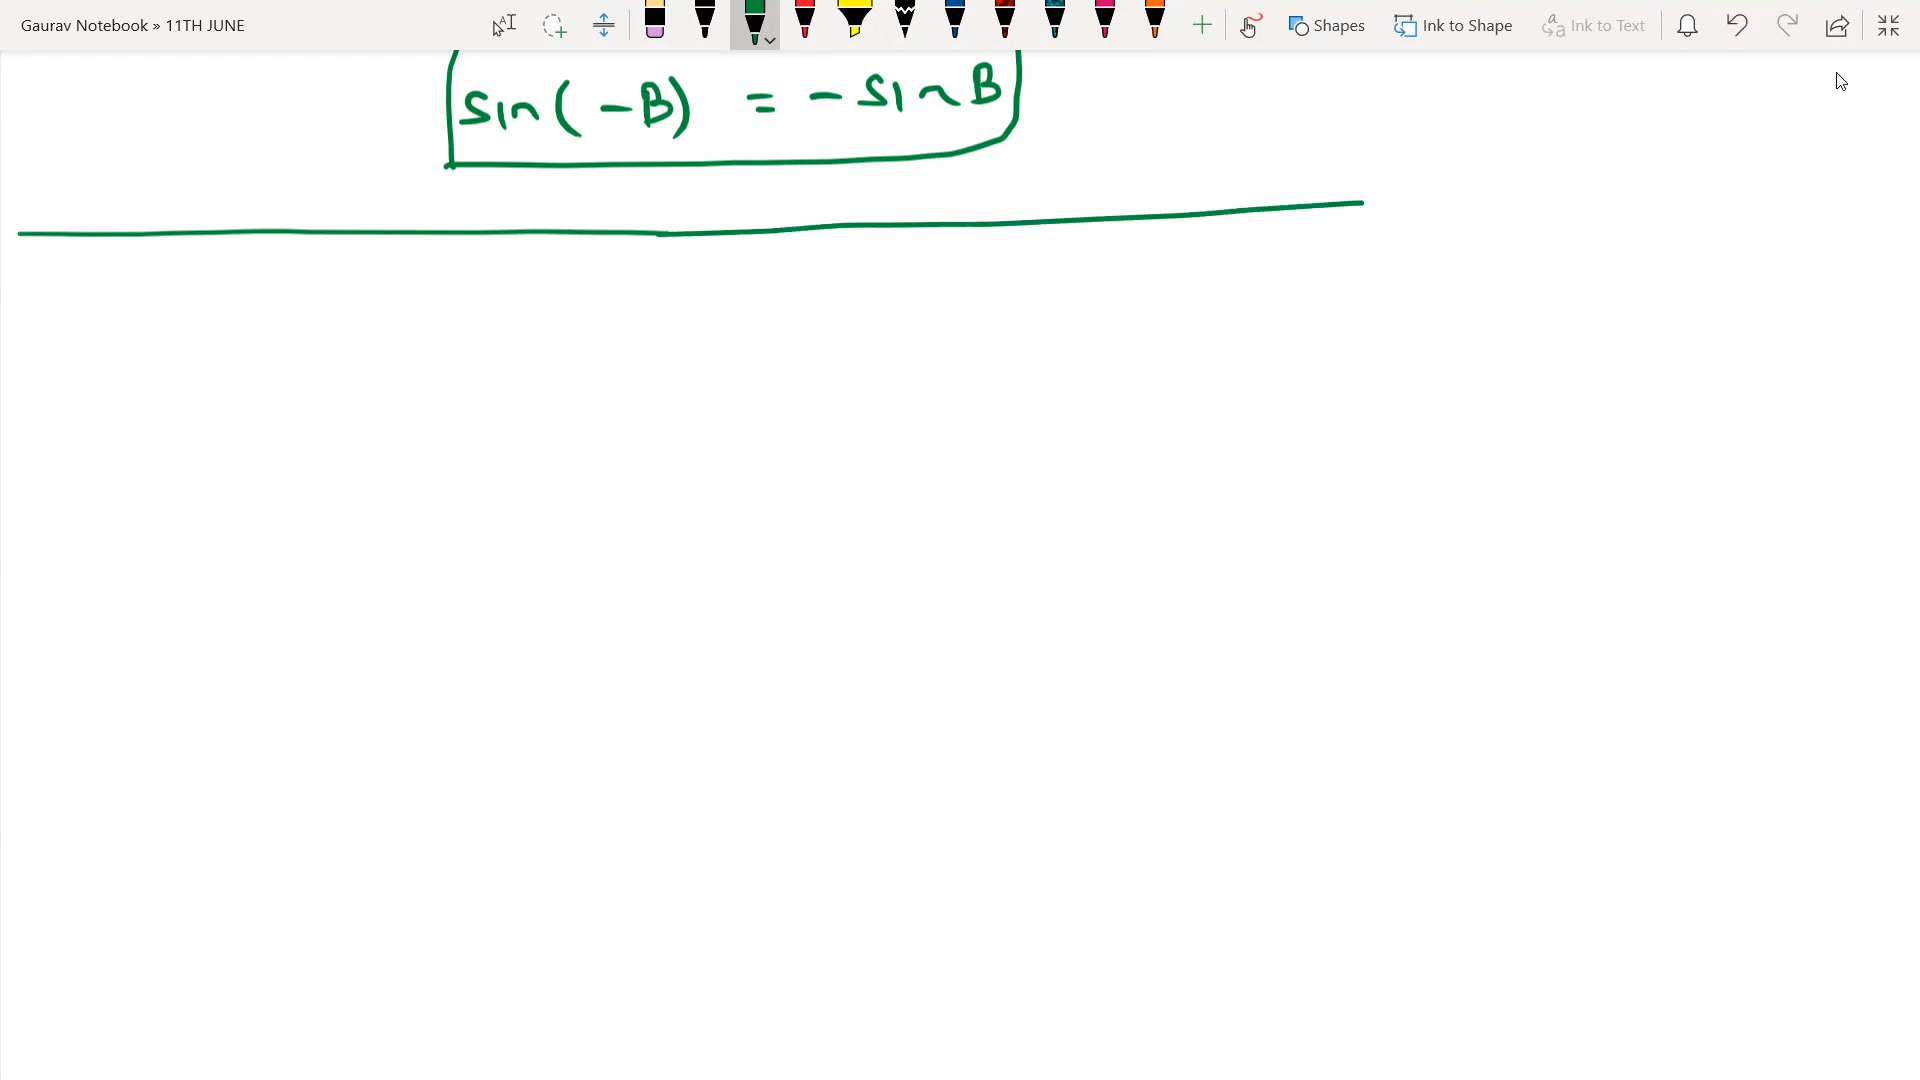 Gaurav Notebook » 11TH JUNE
Shapes
Ink to Shape
Ink to Text
sin(-B) = -sinB